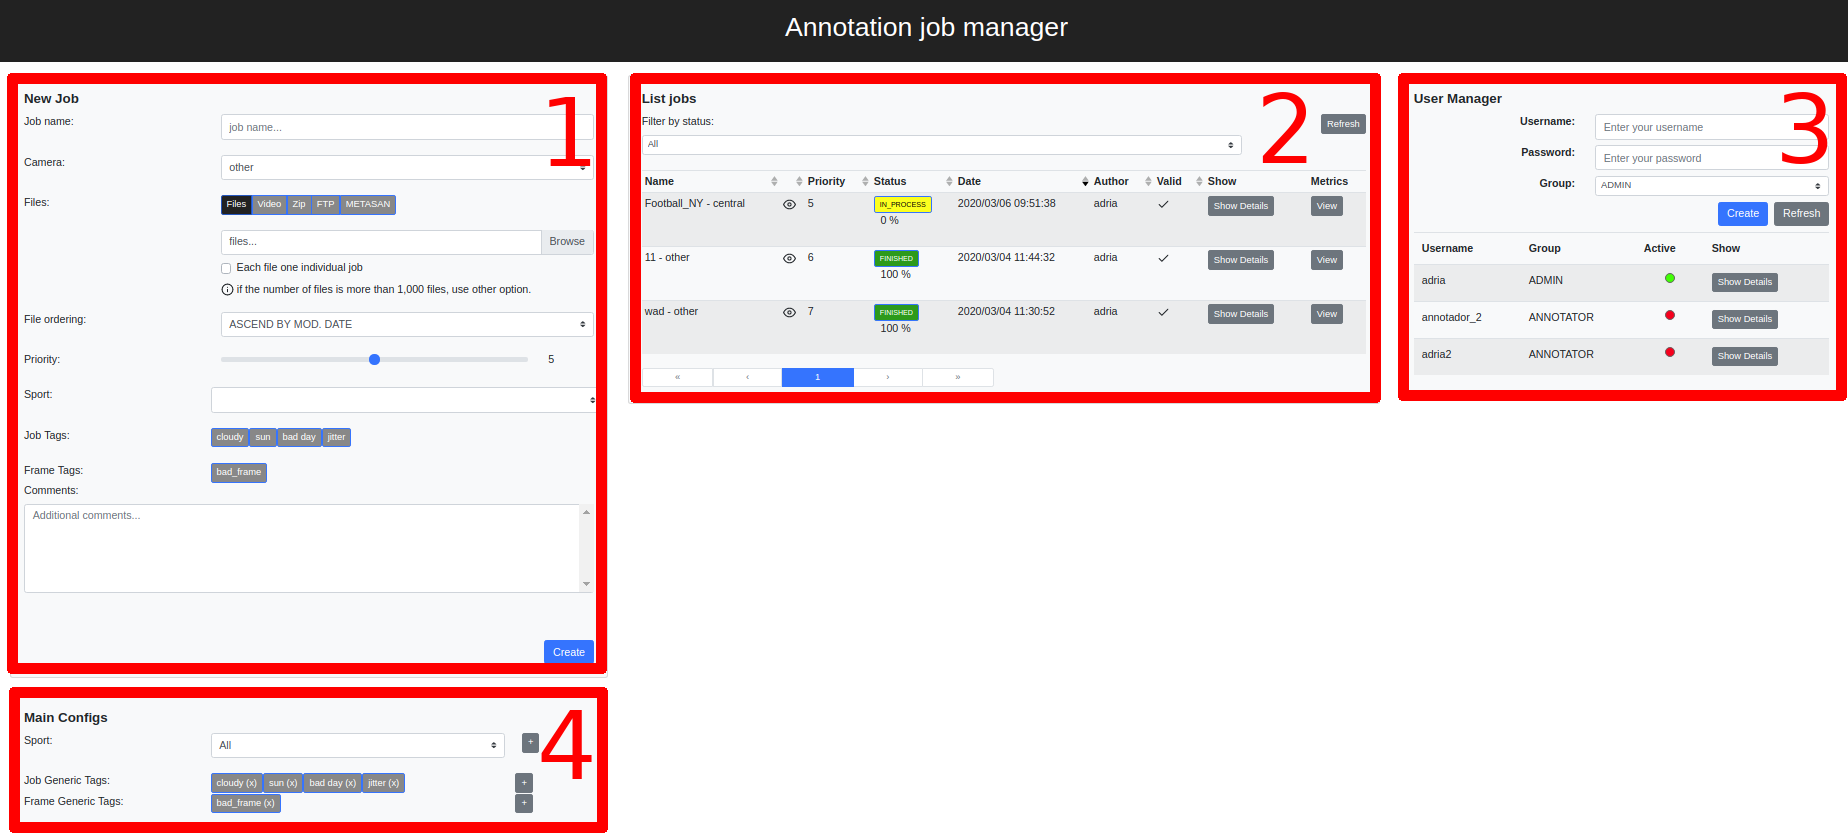 Annotation job manager
New Job
1
Job name:
job name...
Camera:
other
Files:
Files Video Zip FTP METASAN
files...
Browse
Each file one individual job
if the number of files is more than 1,000 files, use other option.
File ordering:
ASCEND BY MOD. DATE
Priority:
5
Sport:
Job Tags:
cloudy sun bad day jitter
Frame Tags:
bad_frame
Comments:
Additional comments...
Create
List jobs
2
Filter by status:
Refresh
All
Name Priority Status Date Author Valid Show Metrics
Football_NY - central 5 IN_PROCESS 2020/03/06 09:51:38 adria Show Details View
0 %
11 - other 6 FINISHED 2020/03/04 11:44:32 adria Show Details View
100 %
wad - other 7 FINISHED 2020/03/04 11:30:52 adria Show Details View
100 %
« ‹ 1 › »
User Manager
3
Username:
Enter your username
Password:
Enter your password
Group:
ADMIN
Create Refresh
Username Group Active Show
adria ADMIN Show Details
annotador_2 ANNOTATOR Show Details
adria2 ANNOTATOR Show Details
Main Configs
4
Sport:
All
+
Job Generic Tags:
cloudy (x) sun (x) bad day (x) jitter (x)
+
Frame Generic Tags:
bad_frame (x)
+